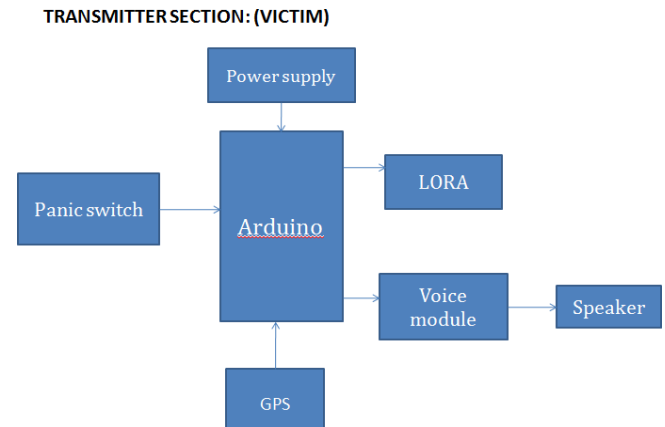 TRANSMITTER SECTION: (VICTIM)
Power supply
Panic switch
Arduino
LORA
Voice
module
Speaker
GPS